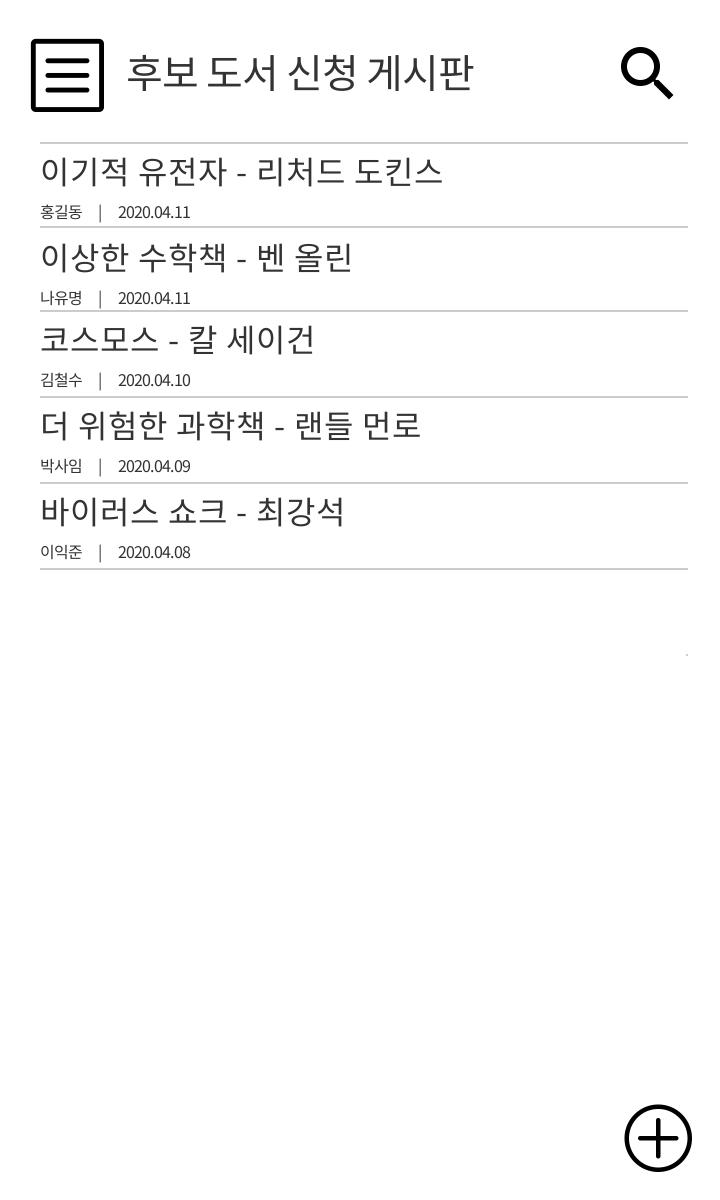 후보 도서 신청 게시판
이기적 유전자 - 리처드 도킨스
홍길동 | 2020.04.11
이상한 수학책 - 벤 올린
나유명 | 2020.04.11
코스모스 - 칼 세이건
김철수 | 2020.04.10
더 위험한 과학책 - 랜들 먼로
박사임 | 2020.04.09
바이러스 쇼크 - 최강석
이익준 | 2020.04.08